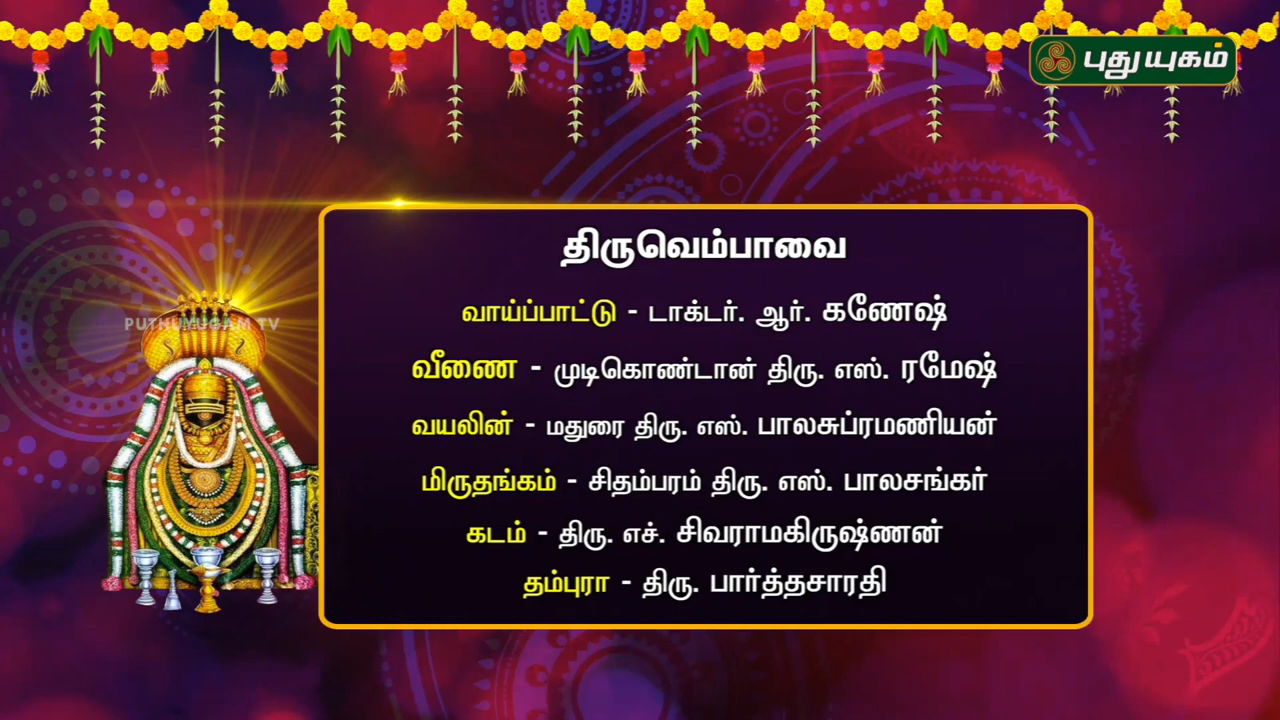 புதுயுகம்
திருவெம்பாவை
வாய்ப்பாட்டு - டாக்டர். ஆர். கணேஷ்
PUTHUYUGAM TV
வீணை - முடிகொண்டான் திரு. எஸ். ரமேஷ்
வயலின் - மதுரை திரு. எஸ். பாலசுப்ரமணியன்
மிருதங்கம் - சிதம்பரம் திரு. எஸ். பாலசங்கர்
கடம் - திரு. எச். சிவராமகிருஷ்ணன்
தம்புரா - திரு. பார்த்தசாரதி